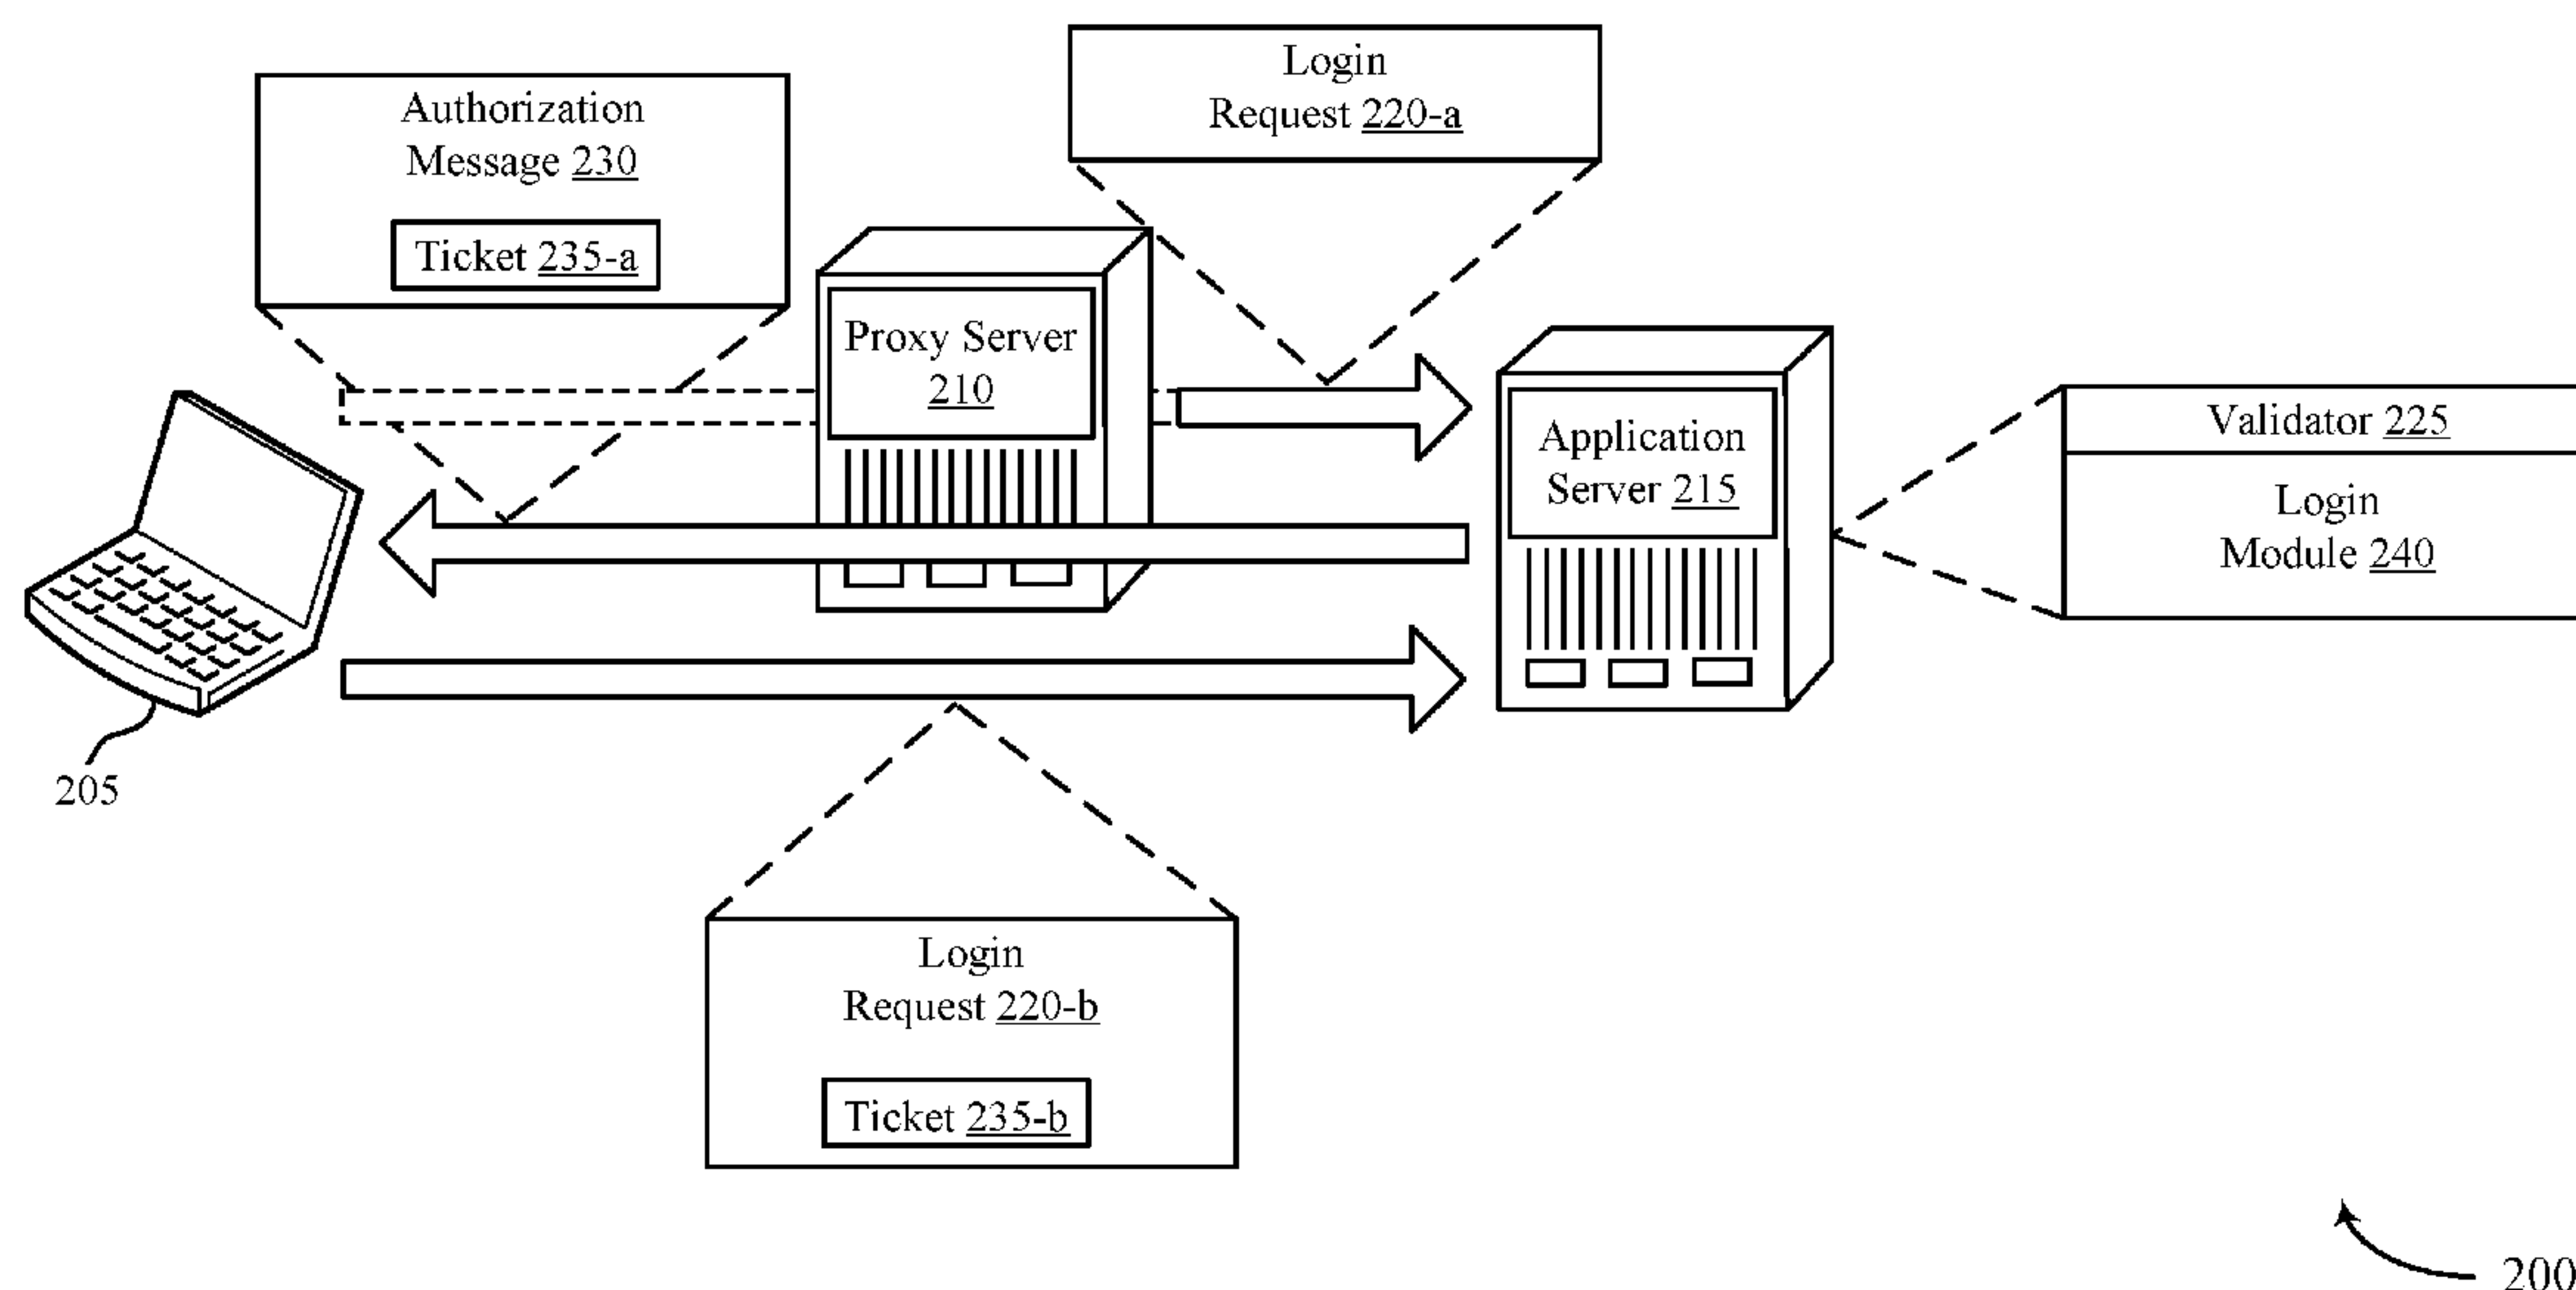 Login
Request 220-a
Authorization
Message 230
Ticket 235-a
Proxy Server
210
Application
Server 215
Validator 225
Login
Module 240
205
Login
Request 220-b
Ticket 235-b
200